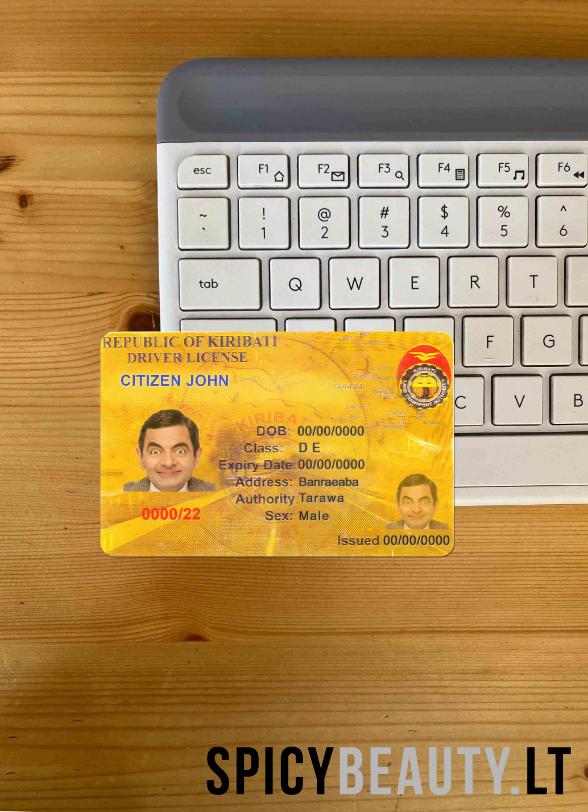 esc F1 F2 F3 F4 F5 F6
~ ! @ # $ % ^
` 1 2 3 4 5 6
tab Q W E R T
F G
C V B
REPUBLIC OF KIRIBATI
DRIVER LICENSE
CITIZEN JOHN
TARAWA
KIRIBATI
DOB: 00/00/0000
Class: D E
Expiry Date: 00/00/0000
Address: Banraeaba
Authority Tarawa
Sex: Male
0000/22
Issued 00/00/0000
SPICYBEAUTY.LT